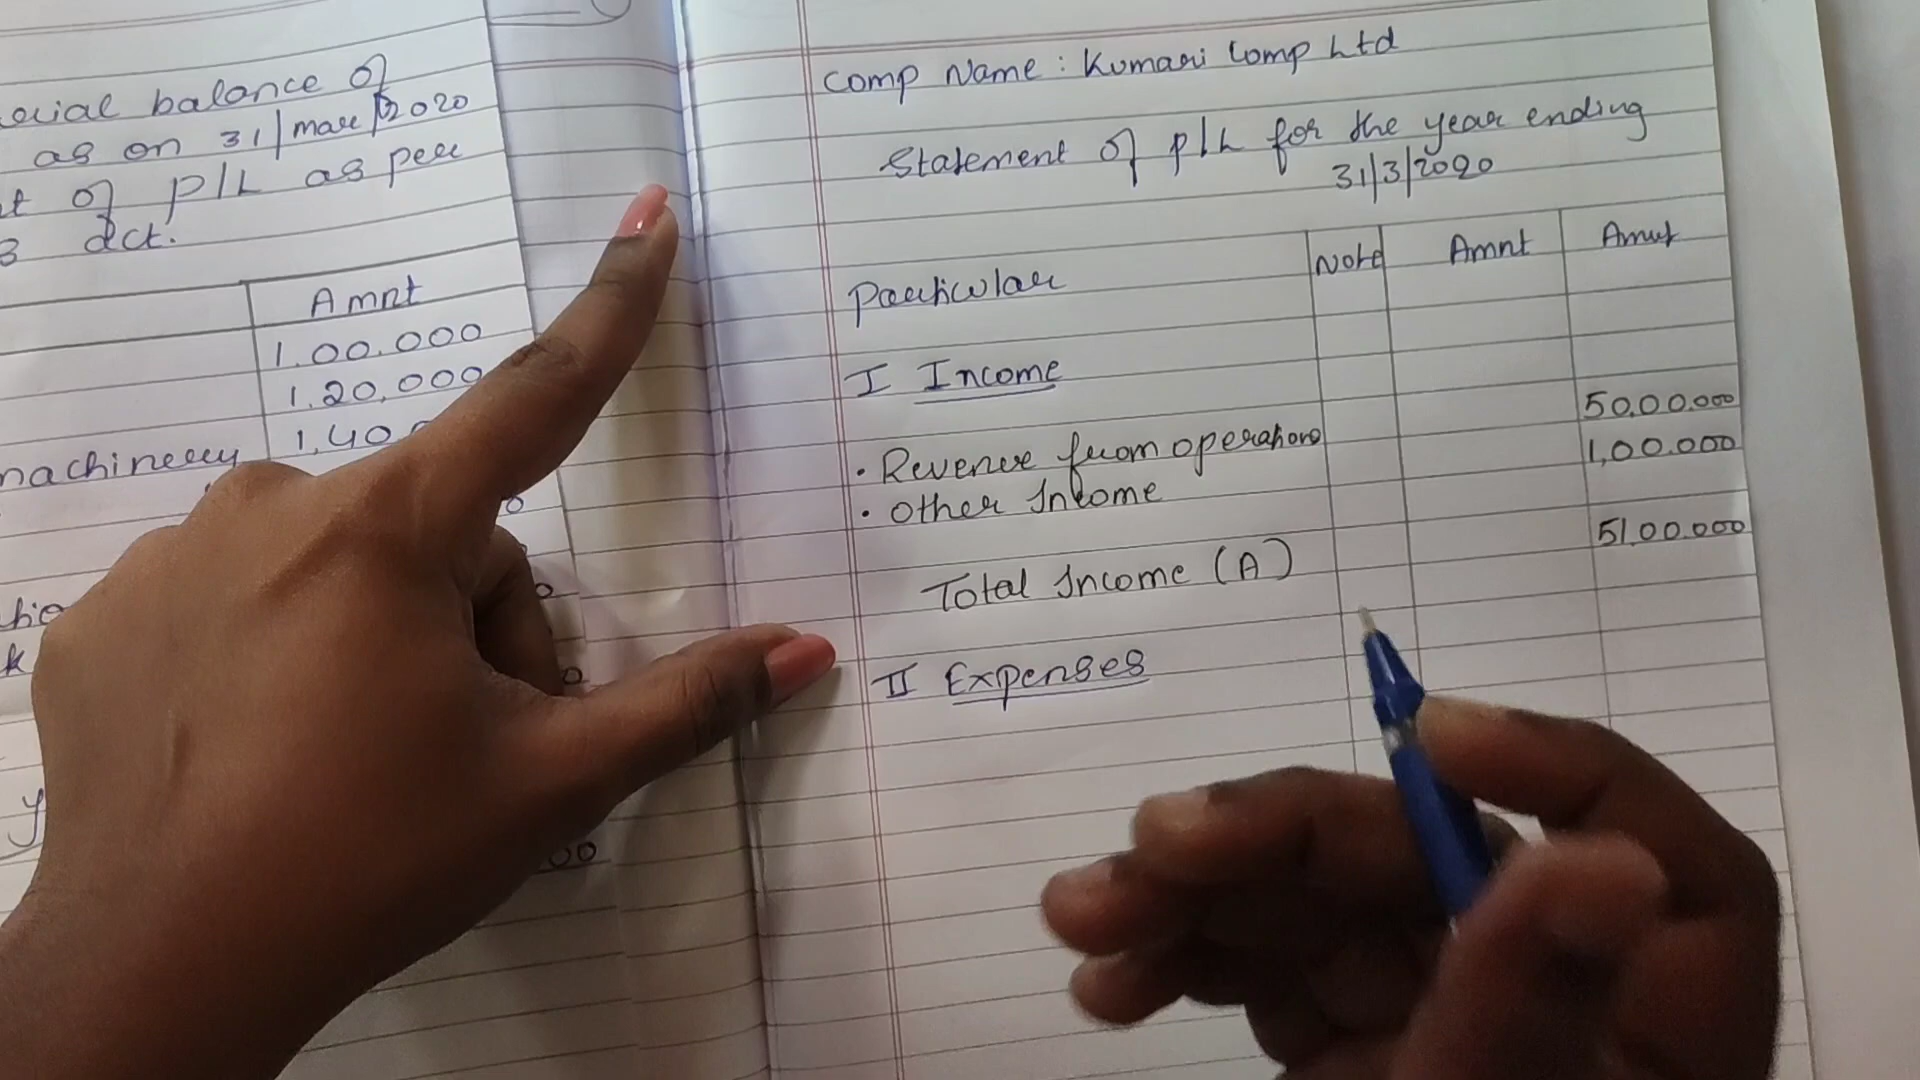 balance of
as on 31/mar/2020
of P/L as per
3 Act.
Amnt
1.00.000
1.20.000
machinery 1,40
k
y
00
Comp Name : Kumari Comp Ltd
Statement of P/L for the year ending
31/3/2020
Particular Note Amnt Amnt
I Income
• Revenue from operations 50,00.000
• Other Income 1,00.000
Total Income (A) 51,00.000
II Expenses